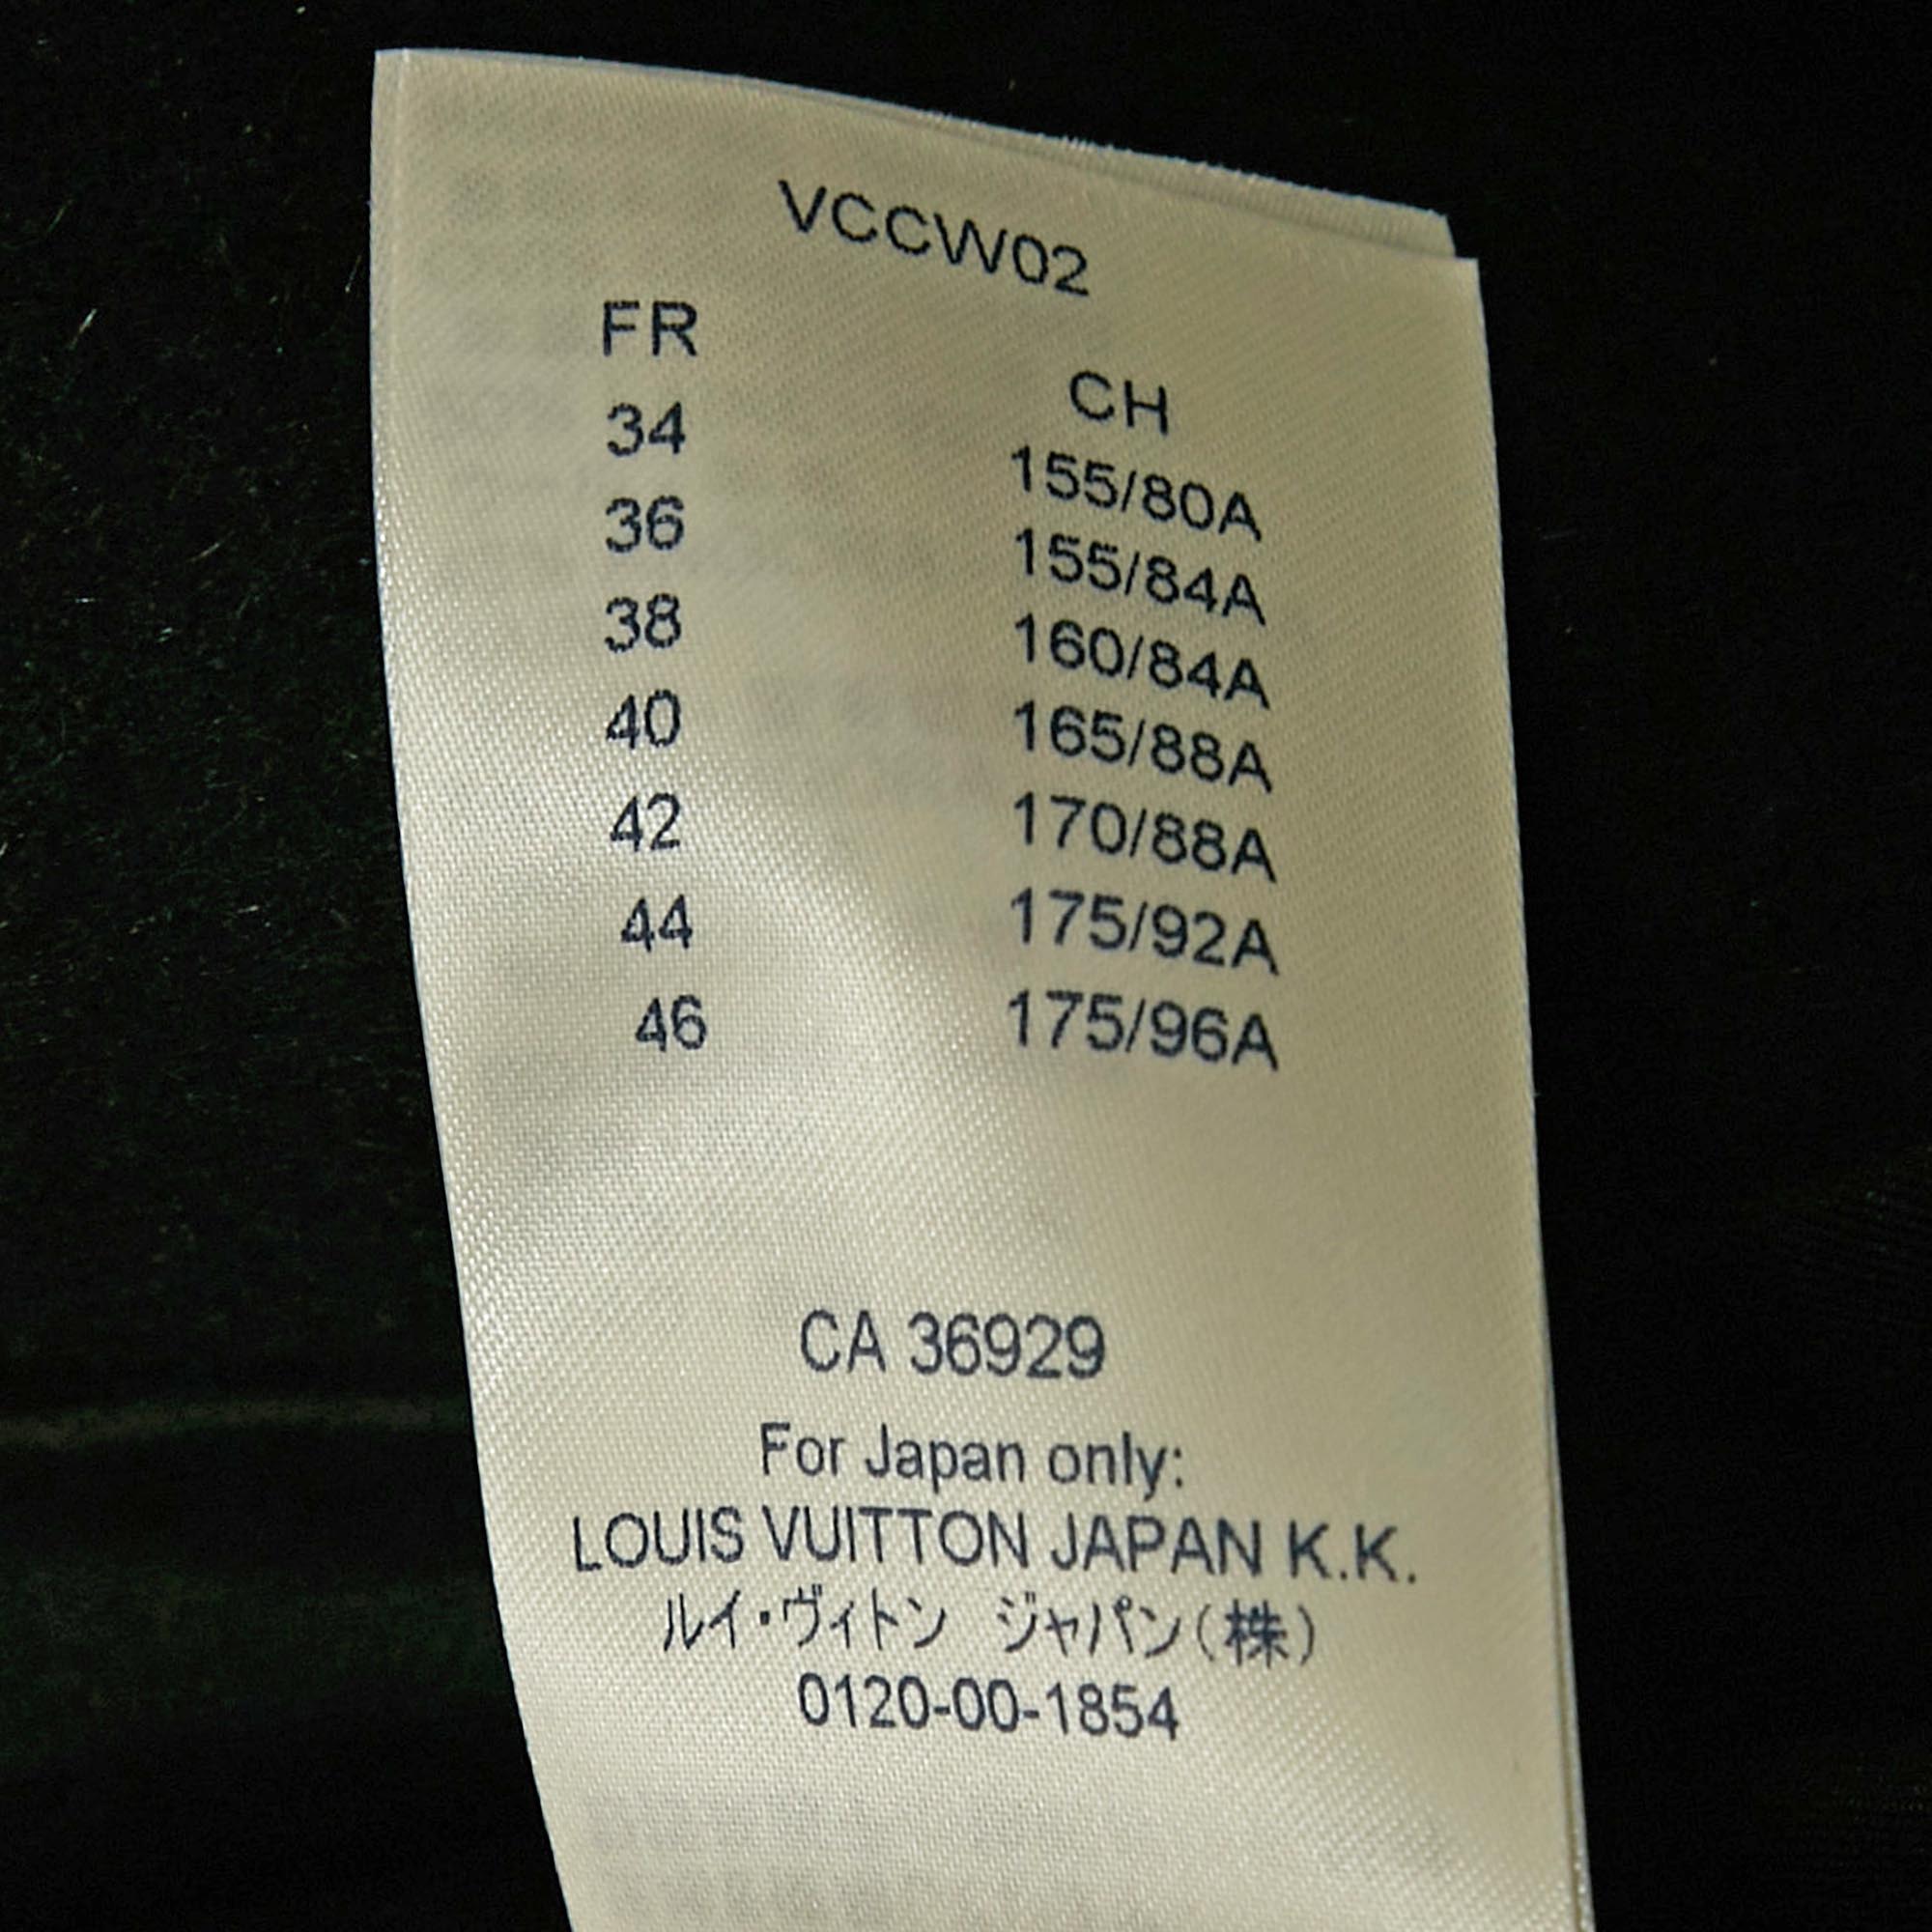 VCCW02
FR CH
34 155/80A
36 155/84A
38 160/84A
40 165/88A
42 170/88A
44 175/92A
46 175/96A
CA 36929
For Japan only:
LOUIS VUITTON JAPAN K.K.
ルイ・ヴィトン ジャパン(株)
0120-00-1854